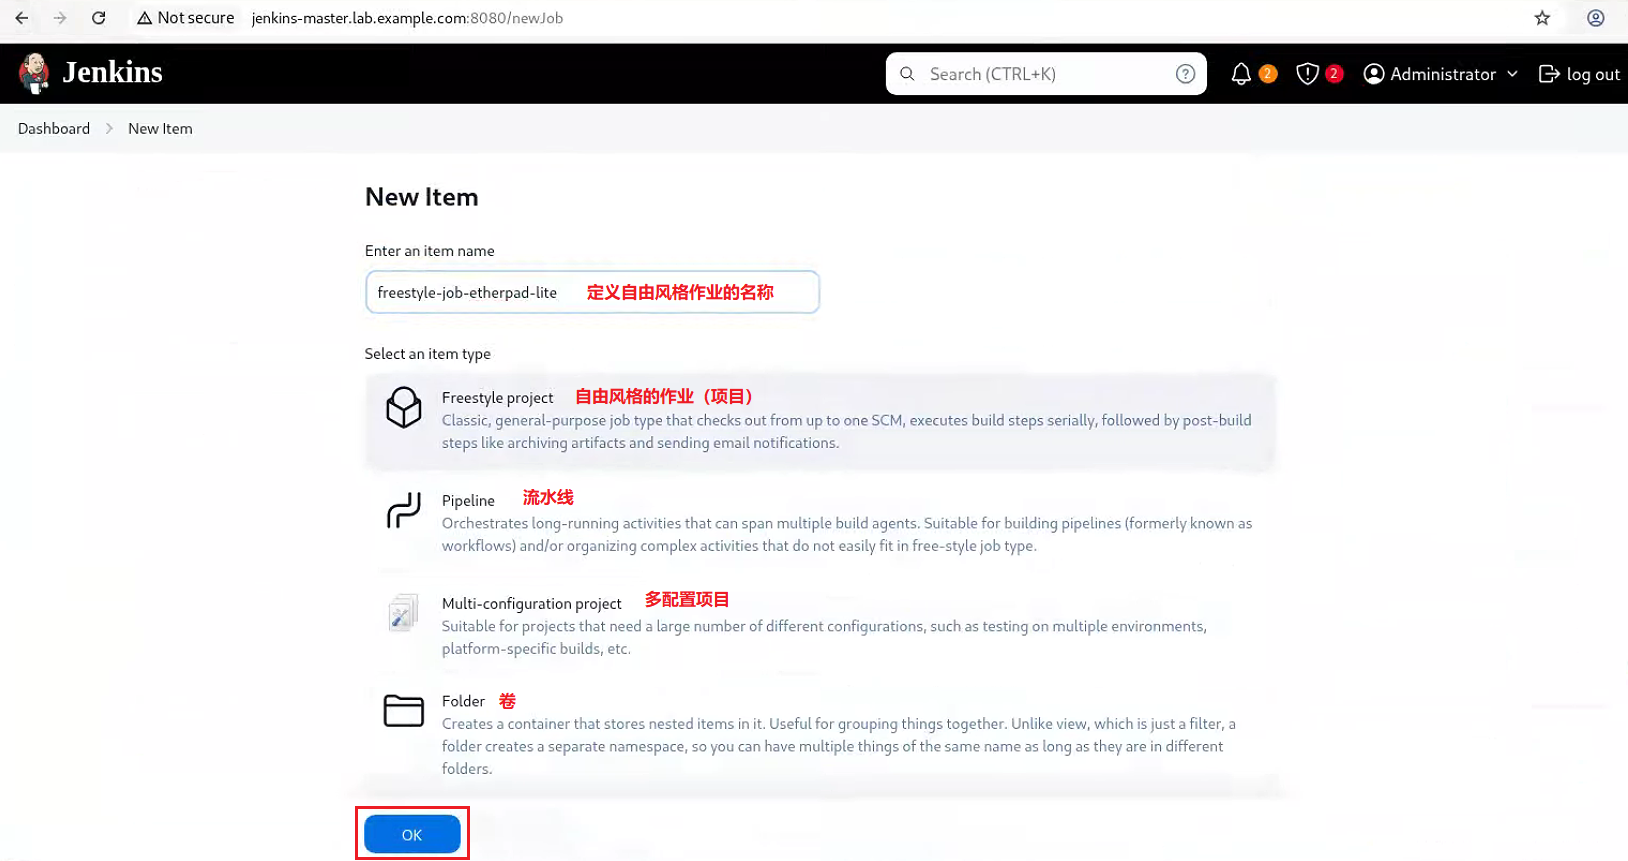 Not secure jenkins-master.lab.example.com:8080/newJob
Jenkins Search (CTRL+K) ? 2 2 Administrator log out
Dashboard New Item
New Item
Enter an item name
freestyle-job-etherpad-lite 定义自由风格作业的名称
Select an item type
Freestyle project 自由风格的作业（项目）
Classic, general-purpose job type that checks out from up to one SCM, executes build steps serially, followed by post-build
steps like archiving artifacts and sending email notifications.
Pipeline 流水线
Orchestrates long-running activities that can span multiple build agents. Suitable for building pipelines (formerly known as
workflows) and/or organizing complex activities that do not easily fit in free-style job type.
Multi-configuration project 多配置项目
Suitable for projects that need a large number of different configurations, such as testing on multiple environments,
platform-specific builds, etc.
Folder 卷
Creates a container that stores nested items in it. Useful for grouping things together. Unlike view, which is just a filter, a
folder creates a separate namespace, so you can have multiple things of the same name as long as they are in different
folders.
OK